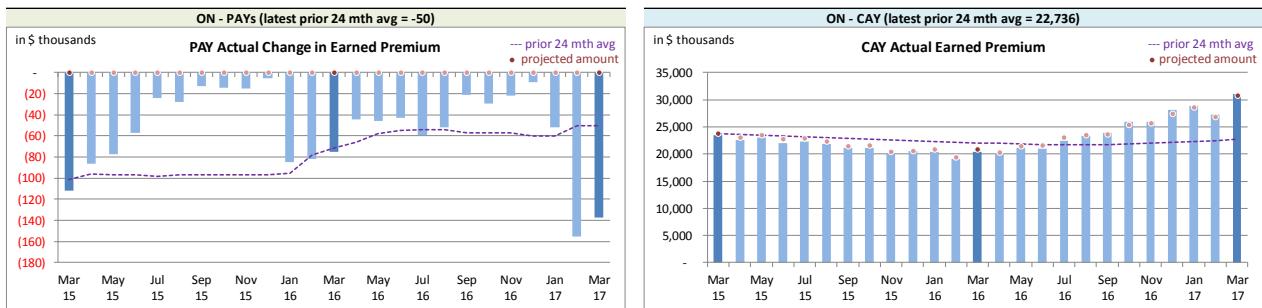 ON - PAYs (latest prior 24 mth avg = -50)
in $ thousands
PAY Actual Change in Earned Premium
--- prior 24 mth avg
● projected amount
-
(20)
(40)
(60)
(80)
(100)
(120)
(140)
(160)
(180)
Mar May Jul Sep Nov Jan Mar May Jul Sep Nov Jan Mar
15 15 15 15 15 16 16 16 16 16 16 17 17
ON - CAY (latest prior 24 mth avg = 22,736)
in $ thousands
CAY Actual Earned Premium
--- prior 24 mth avg
● projected amount
35,000
30,000
25,000
20,000
15,000
10,000
5,000
-
Mar May Jul Sep Nov Jan Mar May Jul Sep Nov Jan Mar
15 15 15 15 15 16 16 16 16 16 16 17 17